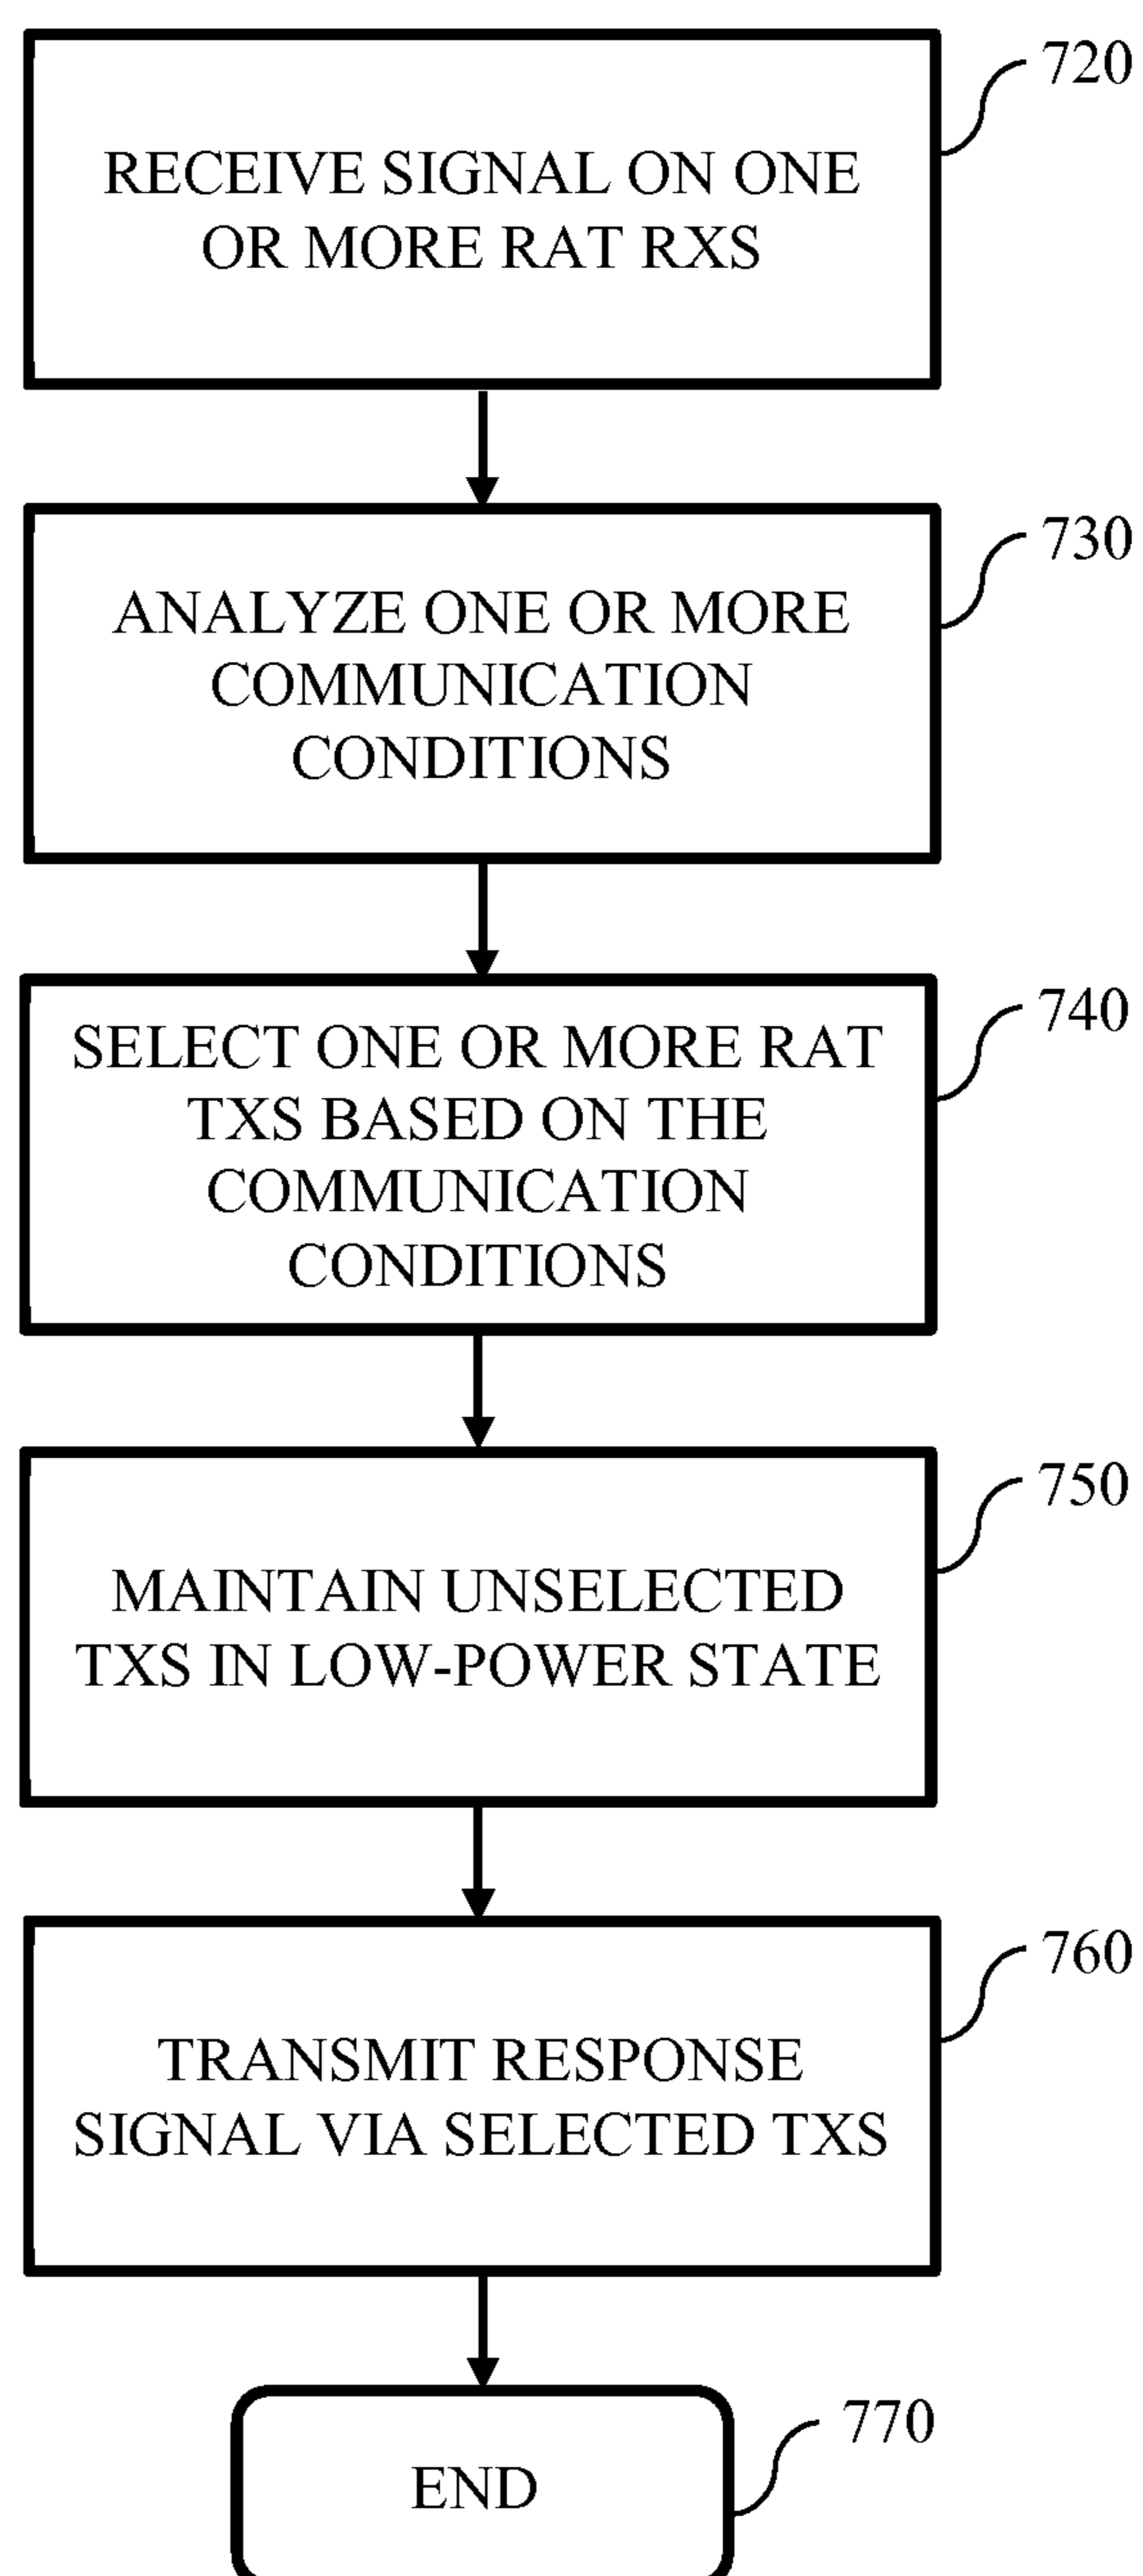 720
RECEIVE SIGNAL ON ONE
OR MORE RAT RXS
730
ANALYZE ONE OR MORE
COMMUNICATION
CONDITIONS
740
SELECT ONE OR MORE RAT
TXS BASED ON THE
COMMUNICATION
CONDITIONS
750
MAINTAIN UNSELECTED
TXS IN LOW-POWER STATE
760
TRANSMIT RESPONSE
SIGNAL VIA SELECTED TXS
770
END